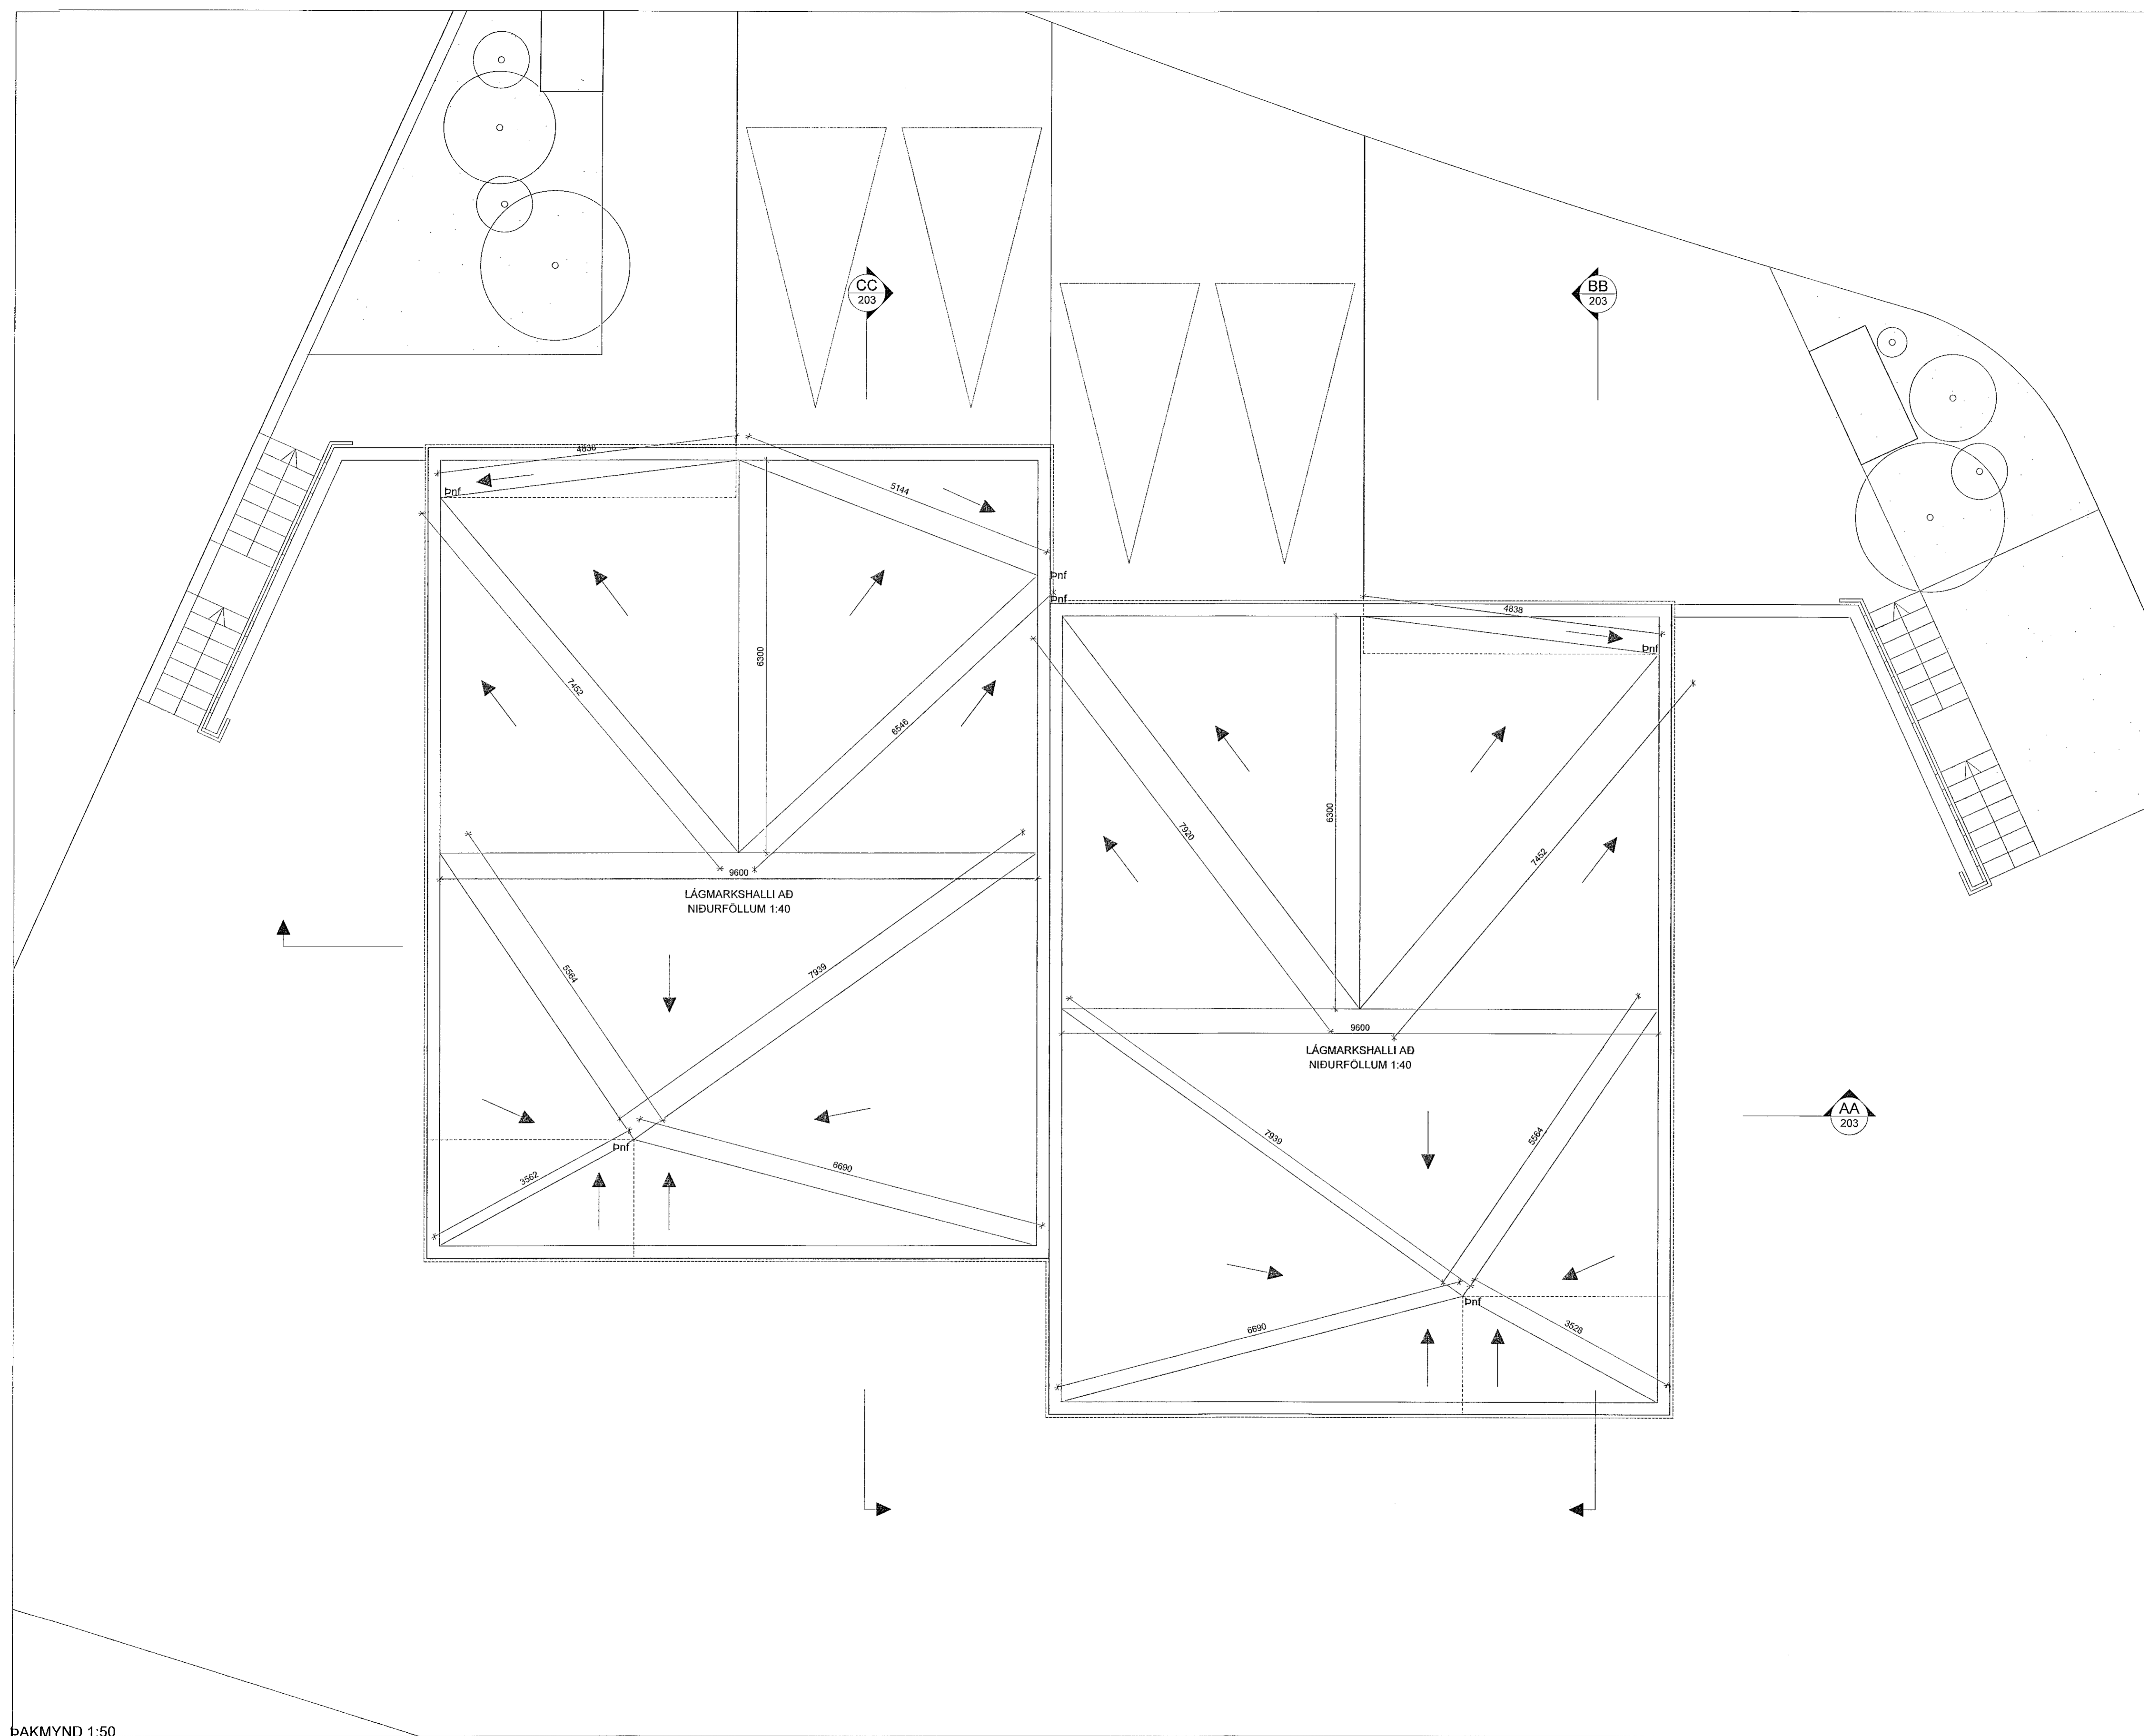 CC
203
BB
203
4836
5144
Þnf
Þnf
Þnf
4838
Þnf
6300
7452
6546
6300
7920
7452
9600
LÁGMARKSHALLI AÐ
NIÐURFÖLLUM 1:40
5564
7939
9600
LÁGMARKSHALLI AÐ
NIÐURFÖLLUM 1:40
AA
203
7939
5564
Þnf
3562
6690
Þnf
6690
3528
ÞAKMYND 1:50